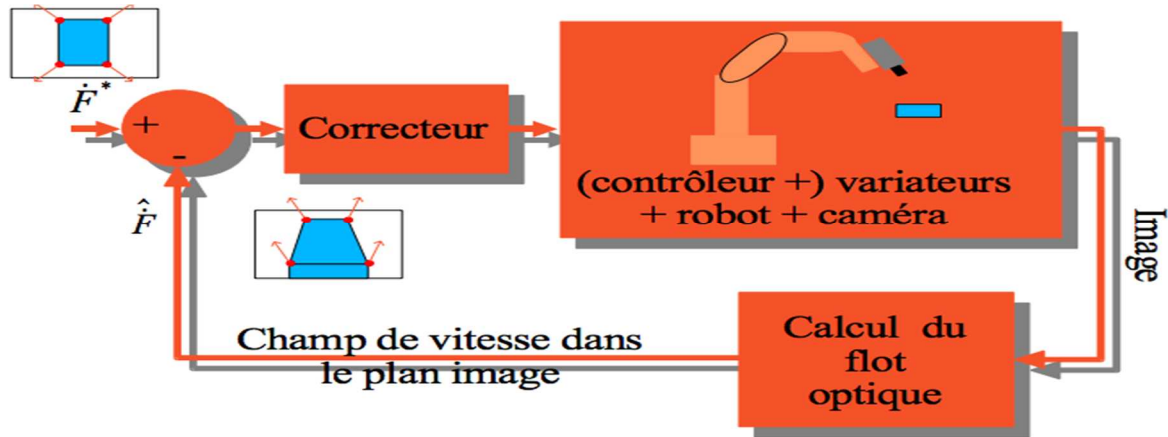 Ḟ*
+
-
Correcteur
(contrôleur +) variateurs
+ robot + caméra
Image
F̂̇
Calcul du
flot
optique
Champ de vitesse dans
le plan image